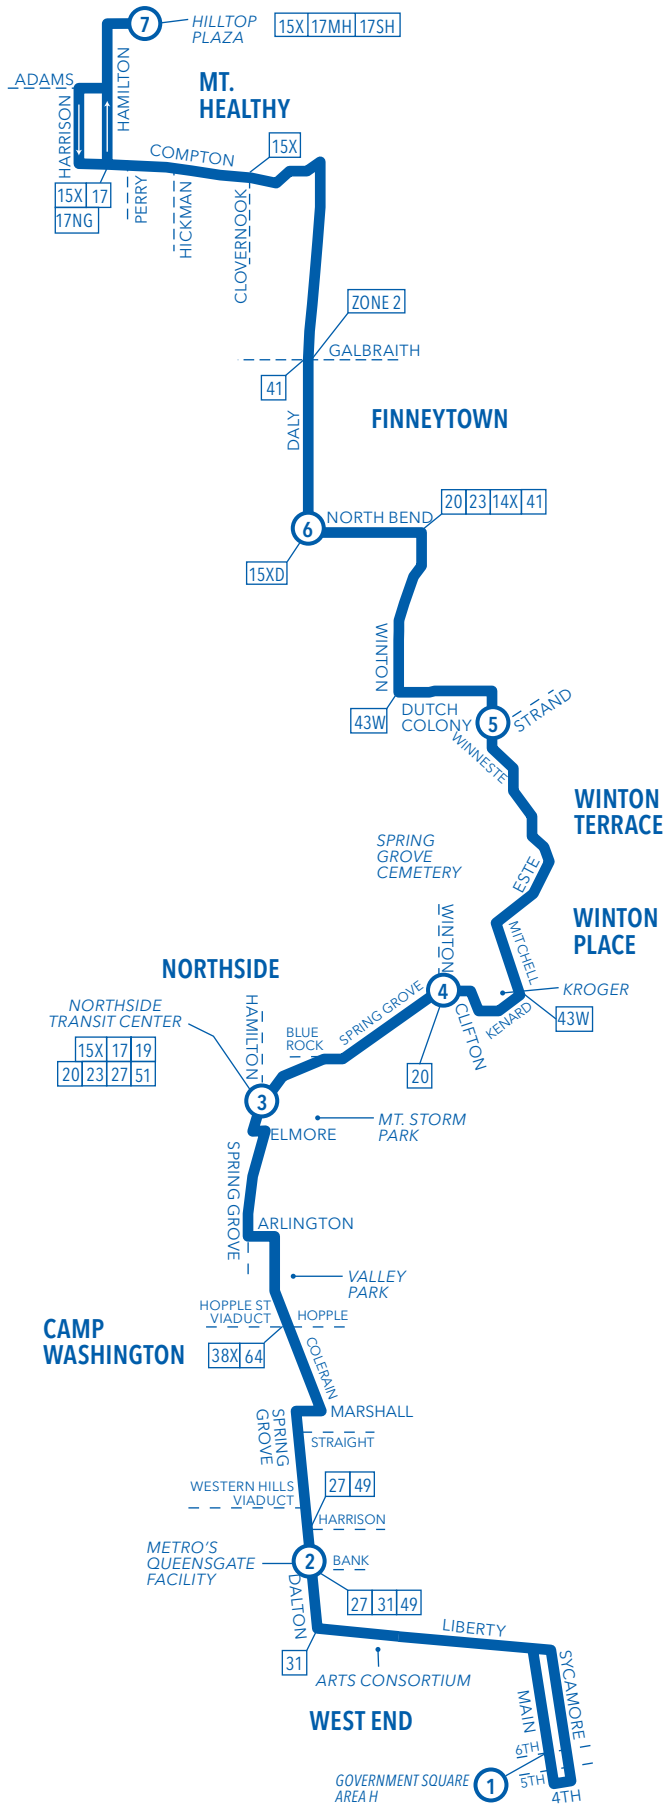 7
HILLTOP
PLAZA
15X 17MH 17SH
ADAMS
HARRISON
HAMILTON
MT.
HEALTHY
COMPTON
15X
15X 17
17NG
PERRY
HICKMAN
CLOVERNOOK
ZONE 2
GALBRAITH
41
DALY
FINNEYTOWN
20 23 14X 41
6
NORTH BEND
15XD
WINTON
43W
DUTCH
COLONY
5
STRAND
WINNESTE
WINTON
TERRACE
SPRING
GROVE
CEMETERY
ESTE
WINTON
WINTON
PLACE
MITCHELL
NORTHSIDE
4
KROGER
NORTHSIDE
TRANSIT CENTER
HAMILTON
SPRING GROVE
CLIFTON
KENARD
43W
15X 17 19
20 23 27 51
BLUE
ROCK
20
3
MT. STORM
PARK
ELMORE
SPRING GROVE
ARLINGTON
VALLEY
PARK
HOPPLE ST
VIADUCT
HOPPLE
CAMP
WASHINGTON
38X 64
COLERAIN
MARSHALL
SPRING
GROVE
STRAIGHT
27 49
WESTERN HILLS
VIADUCT
HARRISON
METRO'S
QUEENSGATE
FACILITY
2
BANK
DALTON
27 31 49
LIBERTY
31
ARTS CONSORTIUM
SYCAMORE
MAIN
WEST END
6TH
GOVERNMENT SQUARE
AREA H
1
5TH
4TH